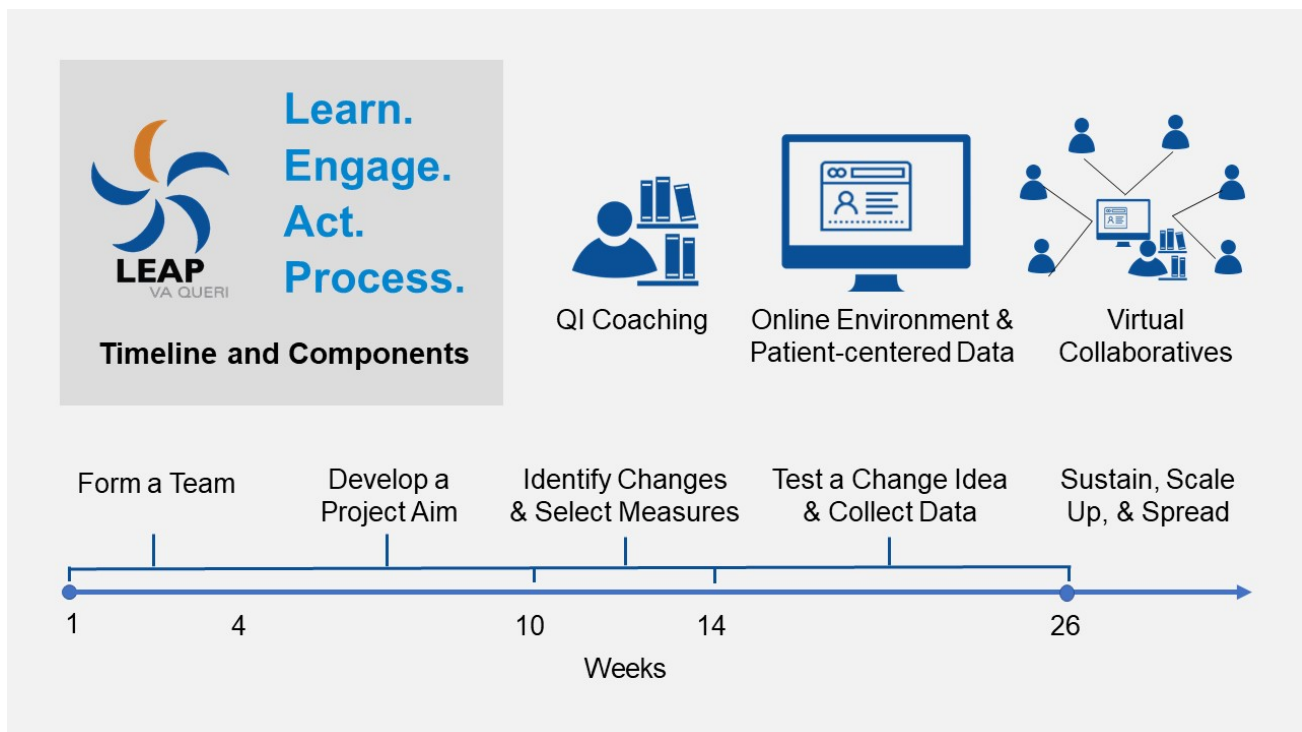 Learn.
Engage.
Act.
Process.
LEAP
VA QUERI
Timeline and Components
QI Coaching
Online Environment &
Patient-centered Data
Virtual
Collaboratives
Form a Team
Develop a
Project Aim
Identify Changes
& Select Measures
Test a Change Idea
& Collect Data
Sustain, Scale
Up, & Spread
1
4
10
14
26
Weeks